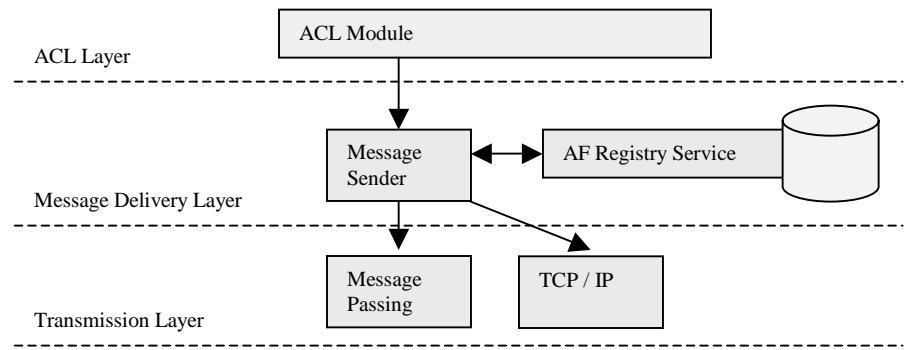 ACL Module
ACL Layer
Message
Sender
AF Registry Service
Message Delivery Layer
Message
Passing
TCP / IP
Transmission Layer